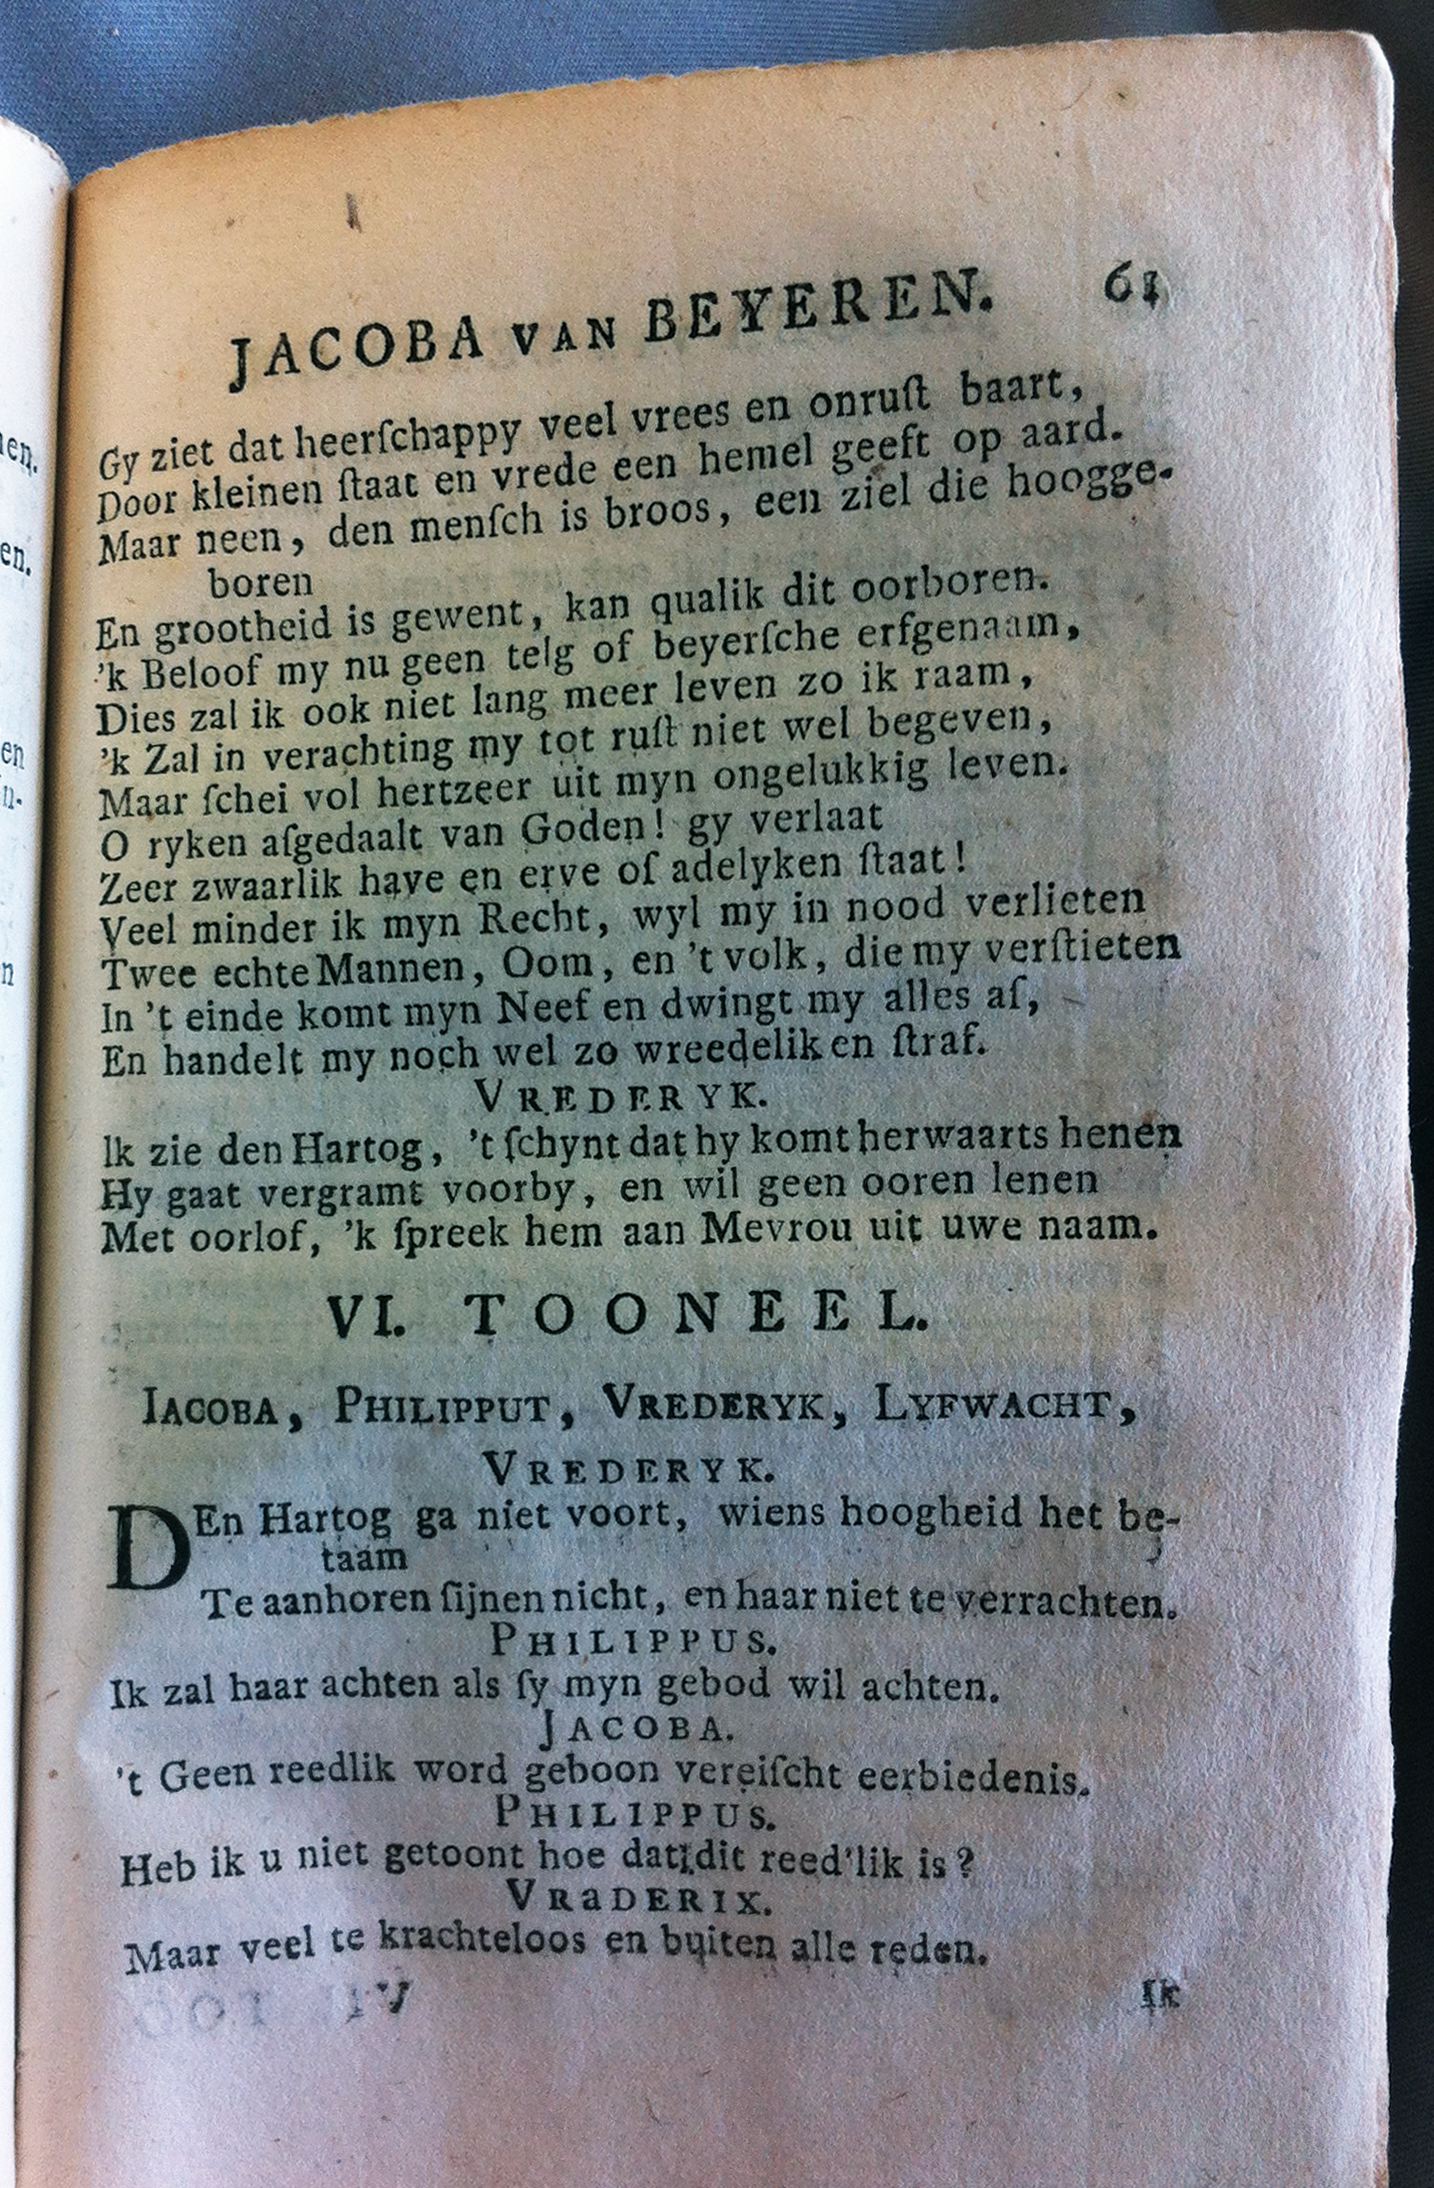 JACOBA VAN BEYEREN. 61
Gy ziet dat heerſchappy veel vrees en onruſt baart,
Door kleinen ſtaat en vrede een hemel geeft op aard.
Maar neen, den menſch is broos, een ziel die hoogge-
boren
En grootheid is gewent, kan qualik dit oorboren.
'k Beloof my nu geen telg of beyerſche erfgenaam,
Dies zal ik ook niet lang meer leven zo ik raam,
'k Zal in verachting my tot ruſt niet wel begeven,
Maar ſchei vol hertzeer uit myn ongelukkig leven.
O ryken aſgedaalt van Goden! gy verlaat
Zeer zwaarlik have en erve oſ adelyken ſtaat!
Veel minder ik myn Recht, wyl my in nood verlieten
Twee echte Mannen, Oom, en 't volk, die my verſtieten
In 't einde komt myn Neef en dwingt my alles aſ,
En handelt my noch wel zo wreedelik en ſtraf.
VREDERYK.
Ik zie den Hartog, 't ſchynt dat hy komt herwaarts henen
Hy gaat vergramt voorby, en wil geen ooren lenen
Met oorlof, 'k ſpreek hem aan Mevrou uit uwe naam.
VI. TOONEEL.
IACOBA, PHILIPPUT, VREDERYK, LYFWACHT,
VREDERYK.
DEn Hartog ga niet voort, wiens hoogheid het be-
taam
Te aanhoren ſijnen nicht, en haar niet te verrachten.
PHILIPPUS.
Ik zal haar achten als ſy myn gebod wil achten.
JACOBA.
't Geen reedlik word geboon vereiſcht eerbiedenis.
PHILIPPUS.
Heb ik u niet getoont hoe dat dit reed'lik is?
VRaDERIX.
Maar veel te krachteloos en buiten alle reden.
Ik